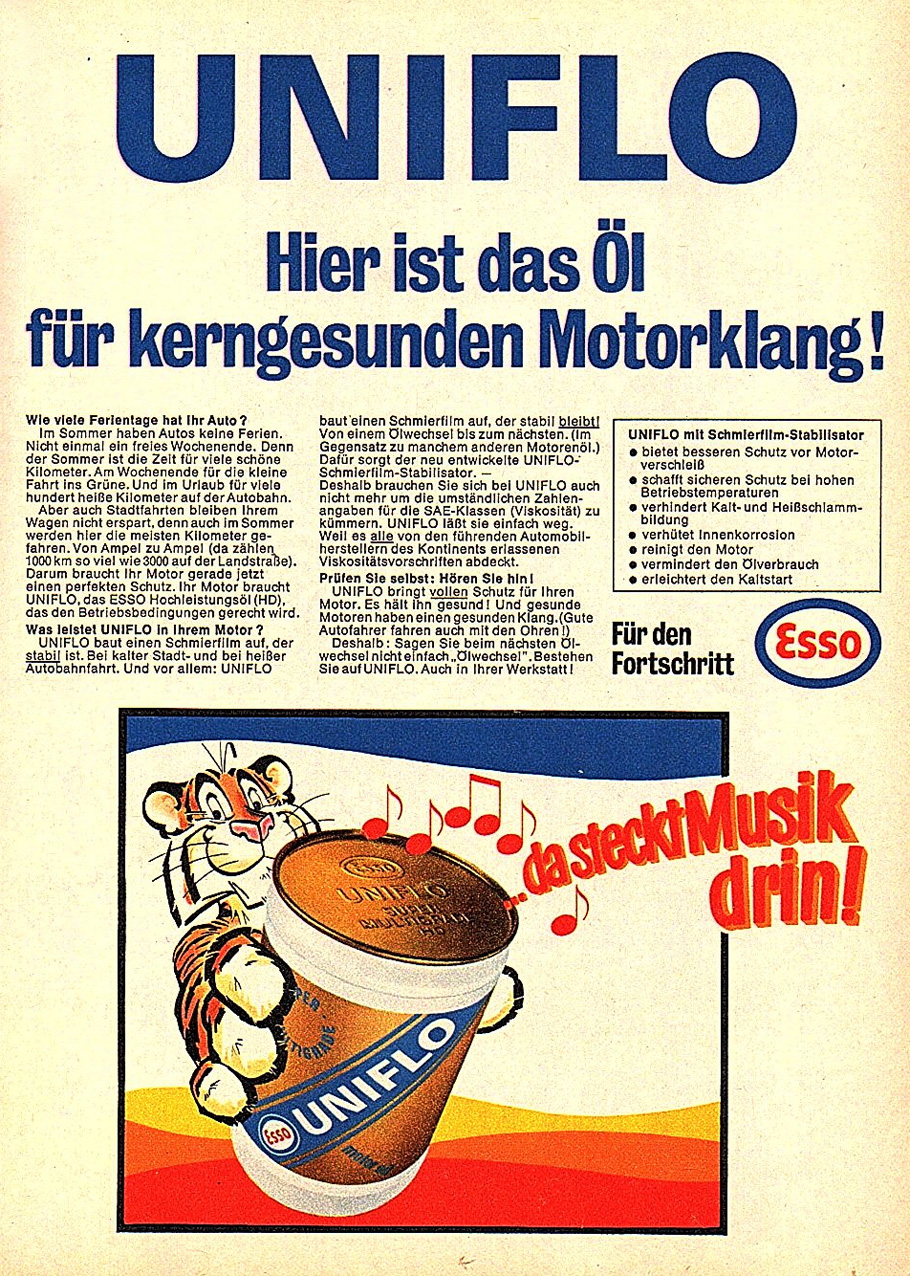 UNIFLO
Hier ist das Öl
für kerngesunden Motorklang!
Wie viele Ferientage hat Ihr Auto?
Im Sommer haben Autos keine Ferien.
Nicht einmal ein freies Wochenende. Denn
der Sommer ist die Zeit für viele schöne
Kilometer. Am Wochenende für die kleine
Fahrt ins Grüne. Und im Urlaub für viele
hundert heiße Kilometer auf der Autobahn.
Aber auch Stadtfahrten bleiben Ihrem
Wagen nicht erspart, denn auch im Sommer
werden hier die meisten Kilometer ge-
fahren. Von Ampel zu Ampel (da zählen
1000 km so viel wie 3000 auf der Landstraße).
Darum braucht Ihr Motor gerade jetzt
einen perfekten Schutz. Ihr Motor braucht
UNIFLO, das ESSO Hochleistungsöl (HD),
das den Betriebsbedingungen gerecht wird.
Was leistet UNIFLO in Ihrem Motor?
UNIFLO baut einen Schmierfilm auf, der
stabil ist. Bei kalter Stadt- und bei heißer
Autobahnfahrt. Und vor allem: UNIFLO
baut einen Schmierfilm auf, der stabil bleibt!
Von einem Ölwechsel bis zum nächsten. (Im
Gegensatz zu manchem anderen Motorenöl.)
Dafür sorgt der neu entwickelte UNIFLO-
Schmierfilm-Stabilisator. –
Deshalb brauchen Sie sich bei UNIFLO auch
nicht mehr um die umständlichen Zahlen-
angaben für die SAE-Klassen (Viskosität) zu
kümmern. UNIFLO läßt sie einfach weg.
Weil es alle von den führenden Automobil-
herstellern des Kontinents erlassenen
Viskositätsvorschriften abdeckt.
Prüfen Sie selbst: Hören Sie hin!
UNIFLO bringt vollen Schutz für Ihren
Motor. Es hält ihn gesund! Und gesunde
Motoren haben einen gesunden Klang. (Gute
Autofahrer fahren auch mit den Ohren!)
Deshalb: Sagen Sie beim nächsten Öl-
wechsel nicht einfach „Ölwechsel". Bestehen
Sie auf UNIFLO. Auch in Ihrer Werkstatt!
UNIFLO mit Schmierfilm-Stabilisator
● bietet besseren Schutz vor Motor-
verschleiß
● schafft sicheren Schutz bei hohen
Betriebstemperaturen
● verhindert Kalt- und Heißschlamm-
bildung
● verhütet Innenkorrosion
● reinigt den Motor
● vermindert den Ölverbrauch
● erleichtert den Kaltstart
Für den
Fortschritt
Esso
...da steckt Musik
drin!
Esso
UNIFLO
SUPER
HD
UNIFLO
Esso
motor oil